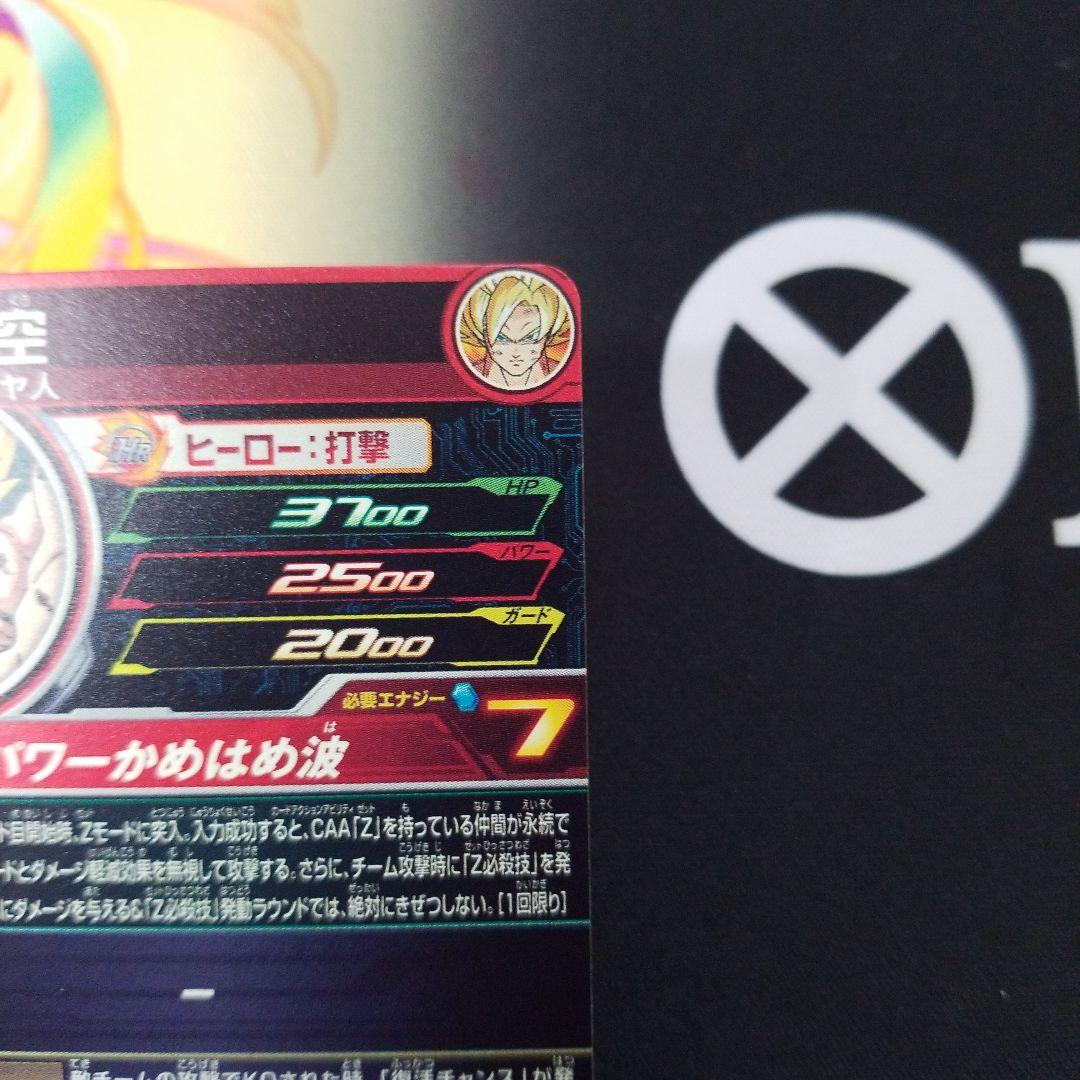 空
ヤ人
HR ヒーロー:打撃
HP
3700
パワー
2500
ガード
2000
必要エナジー 7
パワーかめはめ波
ト目開始時、Zモードに突入。入力成功すると、CAA「Z」を持っている仲間が永続で
ードとダメージ軽減効果を無視して攻撃する。さらに、チーム攻撃時に「Z必殺技」を発
にダメージを与える&「Z必殺技」発動ラウンドでは、絶対にきぜつしない。[1回限り]
ー
敵チームの攻撃でKOされた時、「復活チャンス」が発